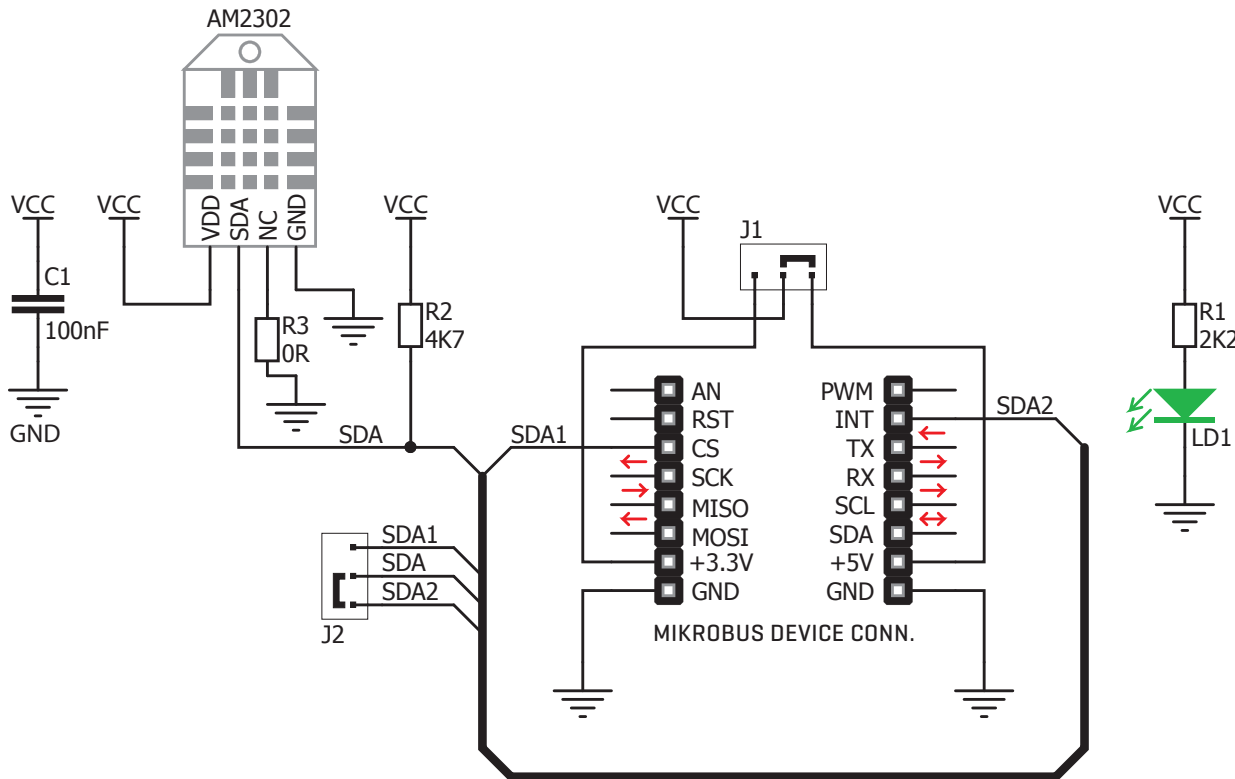 AM2302
VCC
VCC
VDD
SDA
NC
GND
VCC
VCC
VCC
J1
C1
100nF
R3
0R
R2
4K7
R1
2K2
GND
LD1
SDA
SDA1
SDA2
AN
RST
CS
SCK
MISO
MOSI
+3.3V
GND
PWM
INT
TX
RX
SCL
SDA
+5V
GND
SDA1
SDA
SDA2
J2
MIKROBUS DEVICE CONN.